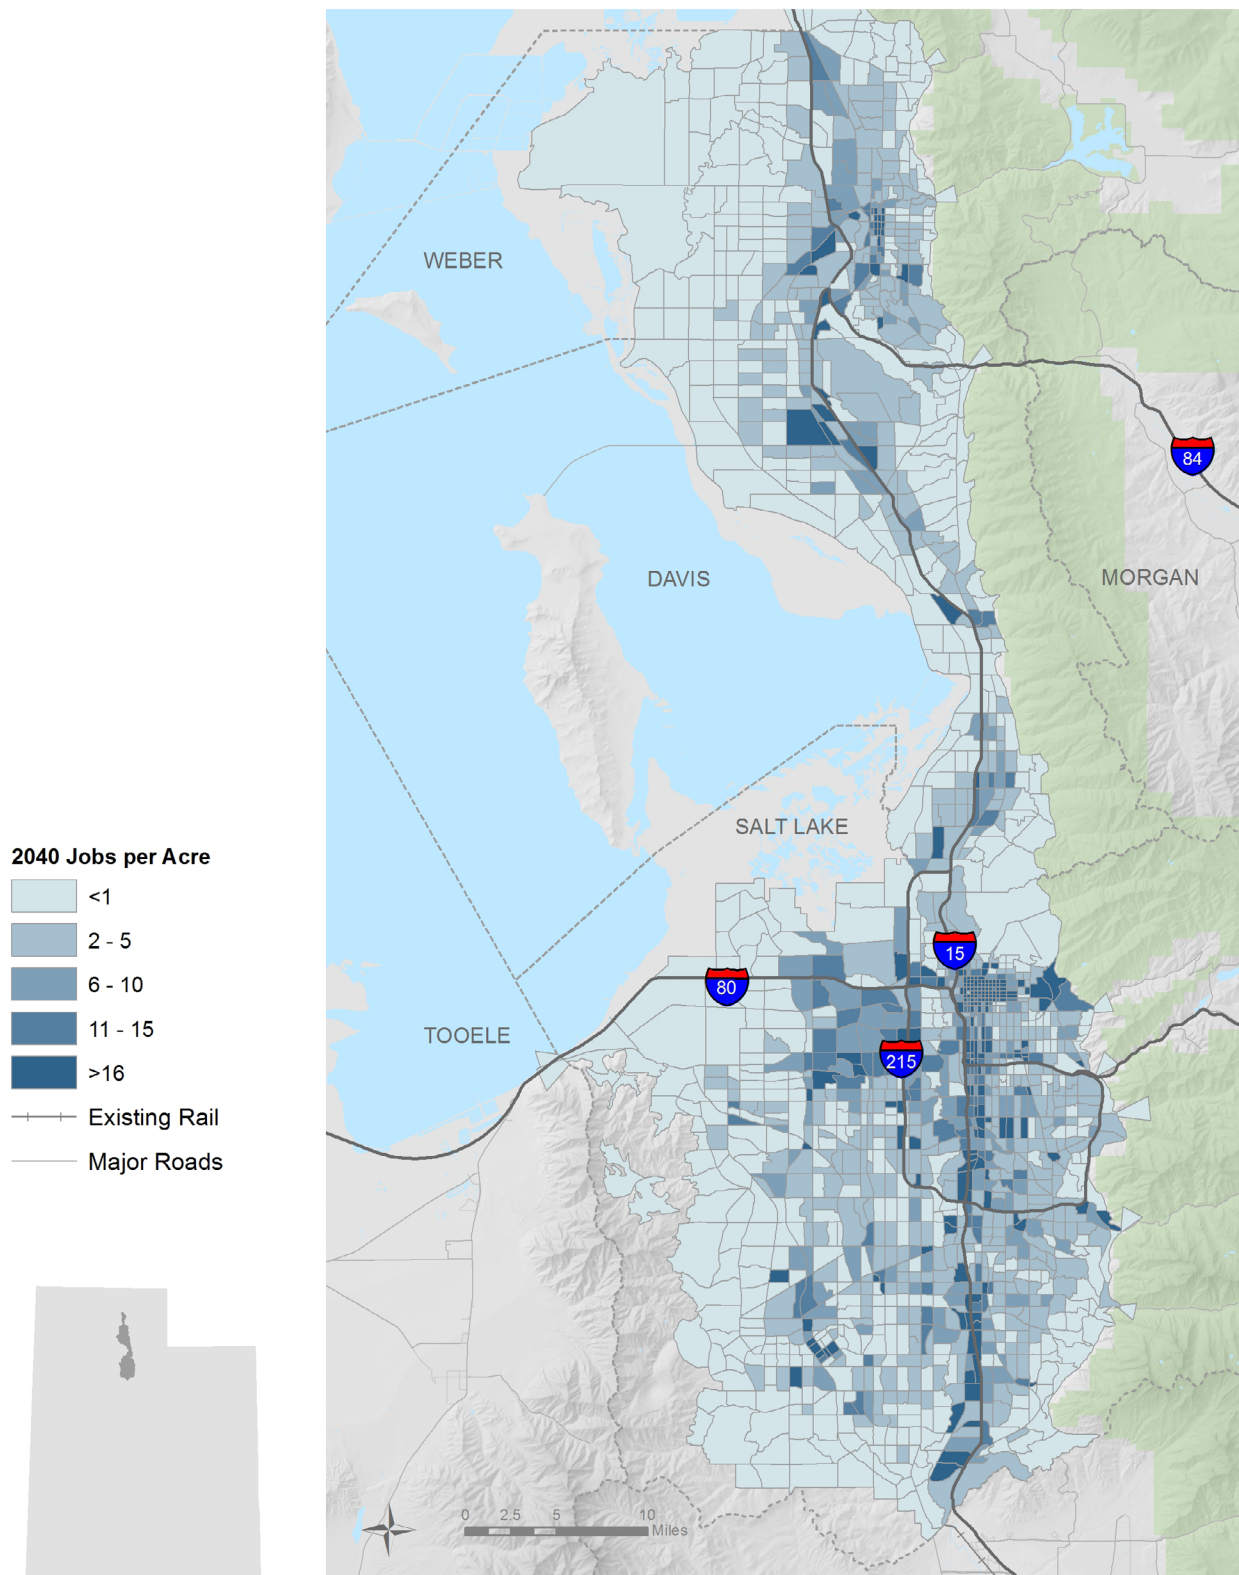 WEBER
84
DAVIS
MORGAN
SALT LAKE
2040 Jobs per Acre
<1
2 - 5
15
6 - 10
80
11 - 15
TOOELE
215
>16
Existing Rail
Major Roads
0 2.5 5 10
Miles